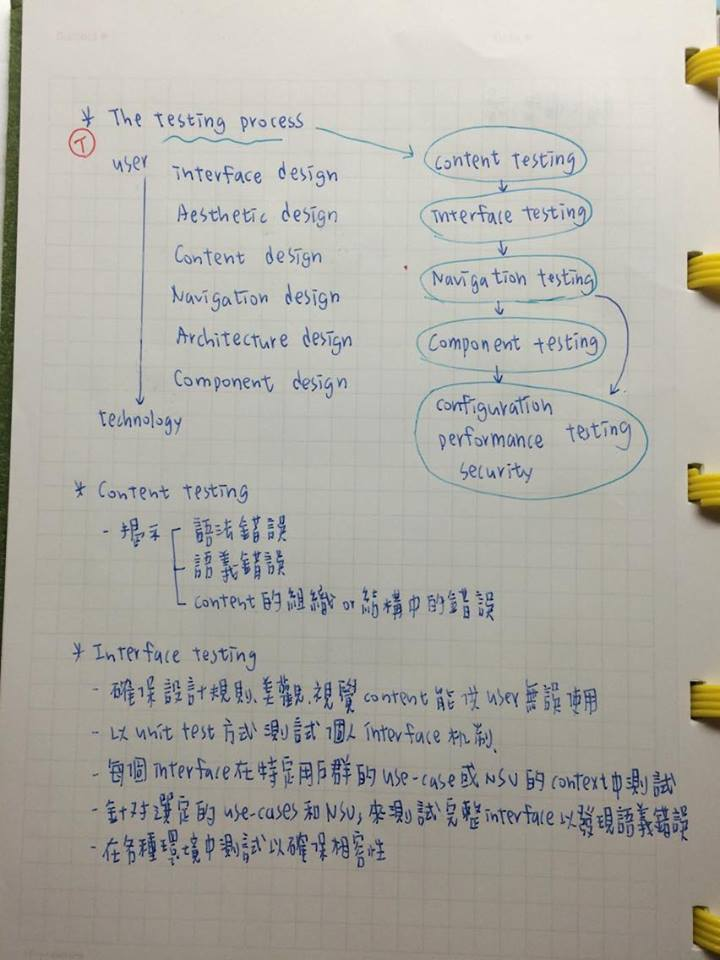 * The testing process
T
user
interface design
Aesthetic design
Content design
Navigation design
Architecture design
Component design
technology
Content testing
Interface testing
Navigation testing
Component testing
configuration
performance testing
security
* Content testing
- 揭示 語法錯誤
- 語義錯誤
content的組織or結構中的錯誤
* Interface testing
- 確保設計規則、美觀、視覺content能供user無誤使用
- 以unit test方式測試個人interface机制.
- 每個interface在特定用戶群的use-case或NSU的context中測試
- 針對選定的use-cases和NSU,來測試完整interface以發現語義錯誤
- 在各種環境中測試以確保相容性